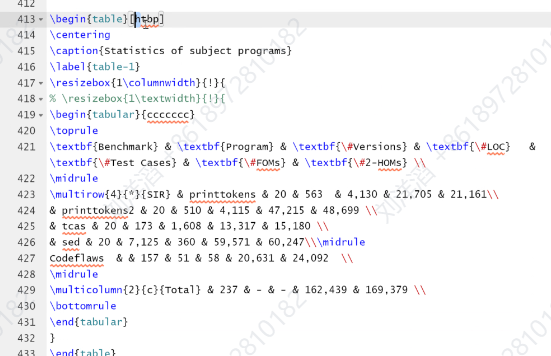 412
413 \begin{table}[htbp]
414 \centering
415 \caption{Statistics of subject programs}
416 \label{table-1}
417 \resizebox{1\columnwidth}{!}{
418 % \resizebox{1\textwidth}{!}{
419 \begin{tabular}{ccccccc}
420 \toprule
421 \textbf{Benchmark} & \textbf{Program} & \textbf{\#Versions} & \textbf{\#LOC} &
\textbf{\#Test Cases} & \textbf{\#FOMs} & \textbf{\#2-HOMs} \\
422 \midrule
423 \multirow{4}{*}{SIR} & printtokens & 20 & 563 & 4,130 & 21,705 & 21,161\\
424 & printtokens2 & 20 & 510 & 4,115 & 47,215 & 48,699 \\
425 & tcas & 20 & 173 & 1,608 & 13,317 & 15,180 \\
426 & sed & 20 & 7,125 & 360 & 59,571 & 60,247\\\midrule
427 Codeflaws & & 157 & 51 & 58 & 20,631 & 24,092 \\
428 \midrule
429 \multicolumn{2}{c}{Total} & 237 & - & - & 162,439 & 169,379 \\
430 \bottomrule
431 \end{tabular}
432 }
433 \end{table}